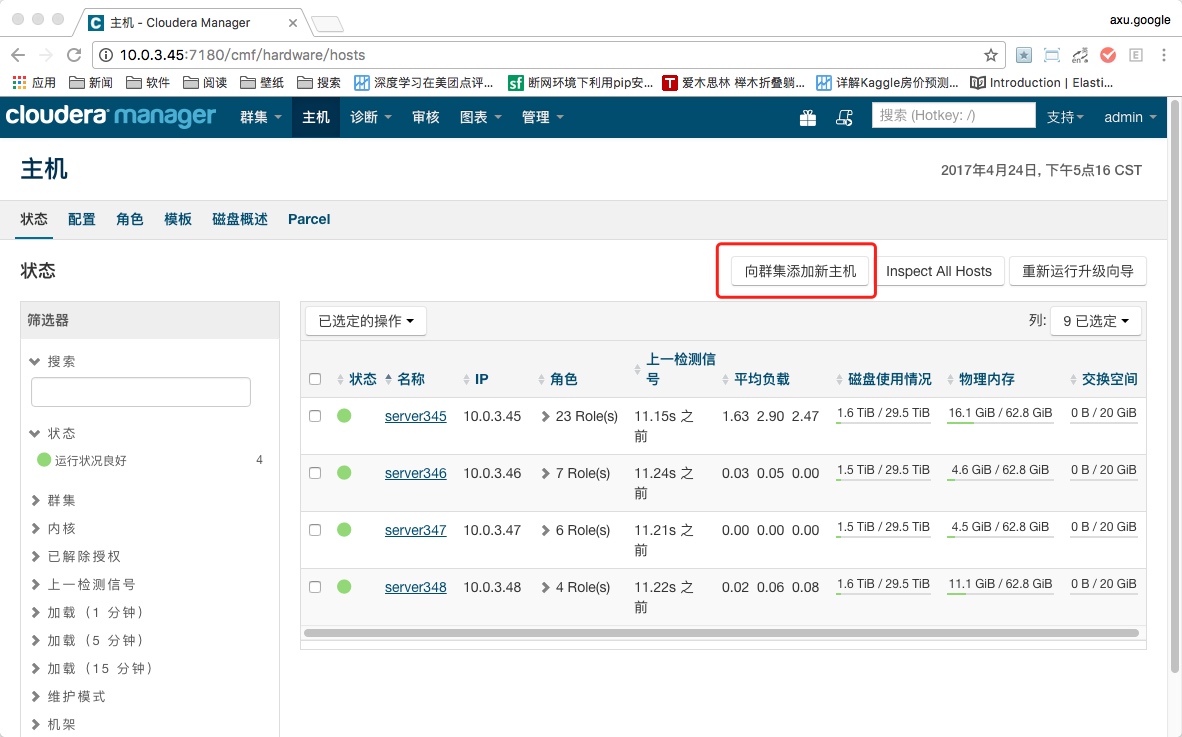 主机 - Cloudera Manager
axu.google
10.0.3.45:7180/cmf/hardware/hosts
应用 新闻 软件 阅读 壁纸 搜索 深度学习在美团点评... 断网环境下利用pip安... 爱木思林 榉木折叠躺... 详解Kaggle房价预测... Introduction | Elasti...
cloudera manager 群集 主机 诊断 审核 图表 管理 搜索 (Hotkey: /) 支持 admin
主机
2017年4月24日, 下午5点16 CST
状态 配置 角色 模板 磁盘概述 Parcel
状态
向群集添加新主机 Inspect All Hosts 重新运行升级向导
筛选器
搜索
状态
运行状况良好 4
群集
内核
已解除授权
上一检测信号
加载（1 分钟）
加载（5 分钟）
加载（15 分钟）
维护模式
机架
已选定的操作 列: 9 已选定
状态 名称 IP 角色 上一检测信号 平均负载 磁盘使用情况 物理内存 交换空间
server345 10.0.3.45 23 Role(s) 11.15s 之前 1.63 2.90 2.47 1.6 TiB / 29.5 TiB 16.1 GiB / 62.8 GiB 0 B / 20 GiB
server346 10.0.3.46 7 Role(s) 11.24s 之前 0.03 0.05 0.00 1.5 TiB / 29.5 TiB 4.6 GiB / 62.8 GiB 0 B / 20 GiB
server347 10.0.3.47 6 Role(s) 11.21s 之前 0.00 0.00 0.00 1.5 TiB / 29.5 TiB 4.5 GiB / 62.8 GiB 0 B / 20 GiB
server348 10.0.3.48 4 Role(s) 11.22s 之前 0.02 0.06 0.08 1.6 TiB / 29.5 TiB 11.1 GiB / 62.8 GiB 0 B / 20 GiB